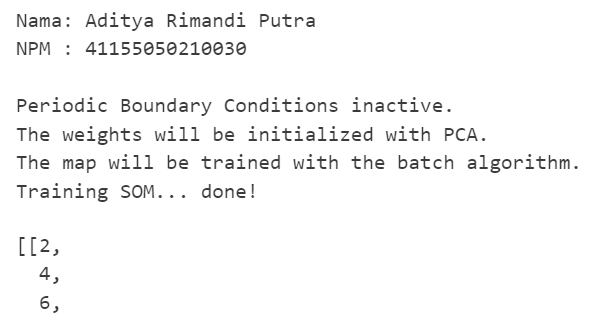 Nama: Aditya Rimandi Putra
NPM : 41155050210030
Periodic Boundary Conditions inactive.
The weights will be initialized with PCA.
The map will be trained with the batch algorithm.
Training SOM... done!
[[2,
4,
6,